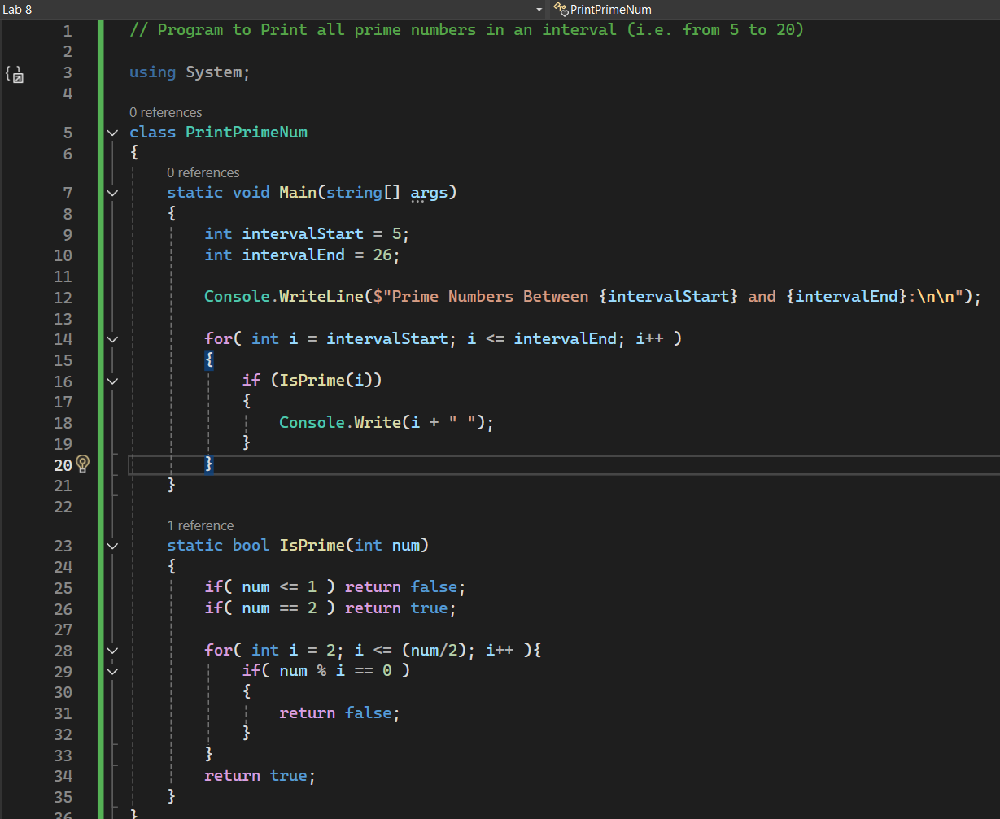 Lab 8 PrintPrimeNum
1 // Program to Print all prime numbers in an interval (i.e. from 5 to 20)
2
3 using System;
4
0 references
5 class PrintPrimeNum
6 {
0 references
7 static void Main(string[] args)
8 {
9 int intervalStart = 5;
10 int intervalEnd = 26;
11
12 Console.WriteLine($"Prime Numbers Between {intervalStart} and {intervalEnd}:\n\n");
13
14 for( int i = intervalStart; i <= intervalEnd; i++ )
15 {
16 if (IsPrime(i))
17 {
18 Console.Write(i + " ");
19 }
20 }
21 }
22
1 reference
23 static bool IsPrime(int num)
24 {
25 if( num <= 1 ) return false;
26 if( num == 2 ) return true;
27
28 for( int i = 2; i <= (num/2); i++ ){
29 if( num % i == 0 )
30 {
31 return false;
32 }
33 }
34 return true;
35 }
36 }